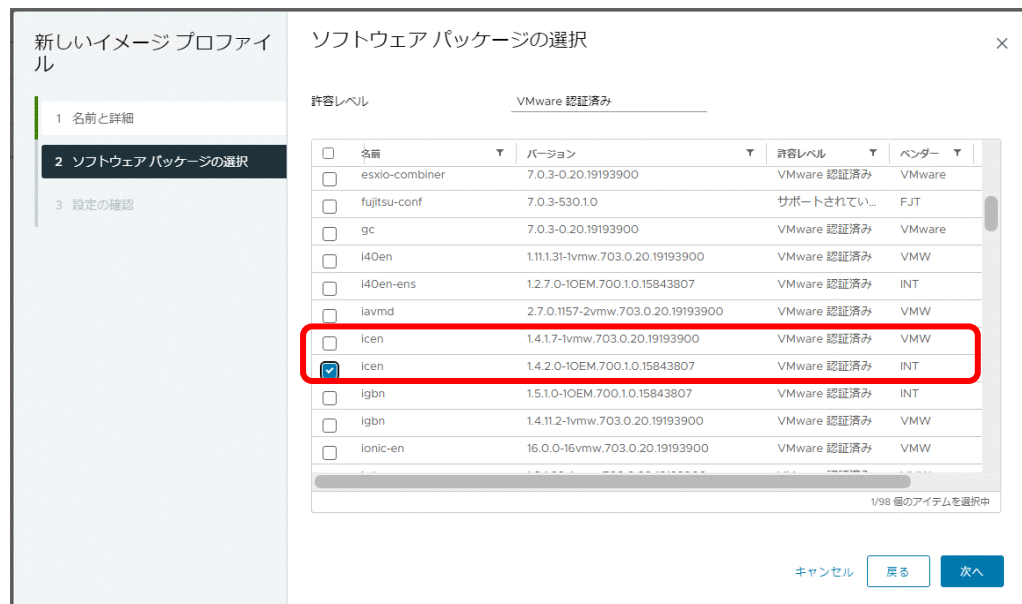 新しいイメージ プロファイ
ル
1 名前と詳細
2 ソフトウェア パッケージの選択
3 設定の確認
ソフトウェア パッケージの選択
許容レベル VMware 認証済み
名前 バージョン 許容レベル ベンダー
esxio-combiner 7.0.3-0.20.19193900 VMware 認証済み VMware
fujitsu-conf 7.0.3-530.1.0 サポートされてい... FJT
gc 7.0.3-0.20.19193900 VMware 認証済み VMware
i40en 1.11.1.31-1vmw.703.0.20.19193900 VMware 認証済み VMW
i40en-ens 1.2.7.0-1OEM.700.1.0.15843807 VMware 認証済み INT
iavmd 2.7.0.1157-2vmw.703.0.20.19193900 VMware 認証済み VMW
icen 1.4.1.7-1vmw.703.0.20.19193900 VMware 認証済み VMW
icen 1.4.2.0-1OEM.700.1.0.15843807 VMware 認証済み INT
igbn 1.5.1.0-1OEM.700.1.0.15843807 VMware 認証済み INT
igbn 1.4.11.2-1vmw.703.0.20.19193900 VMware 認証済み VMW
ionic-en 16.0.0-16vmw.703.0.20.19193900 VMware 認証済み VMW
1/98 個のアイテムを選択中
キャンセル 戻る 次へ